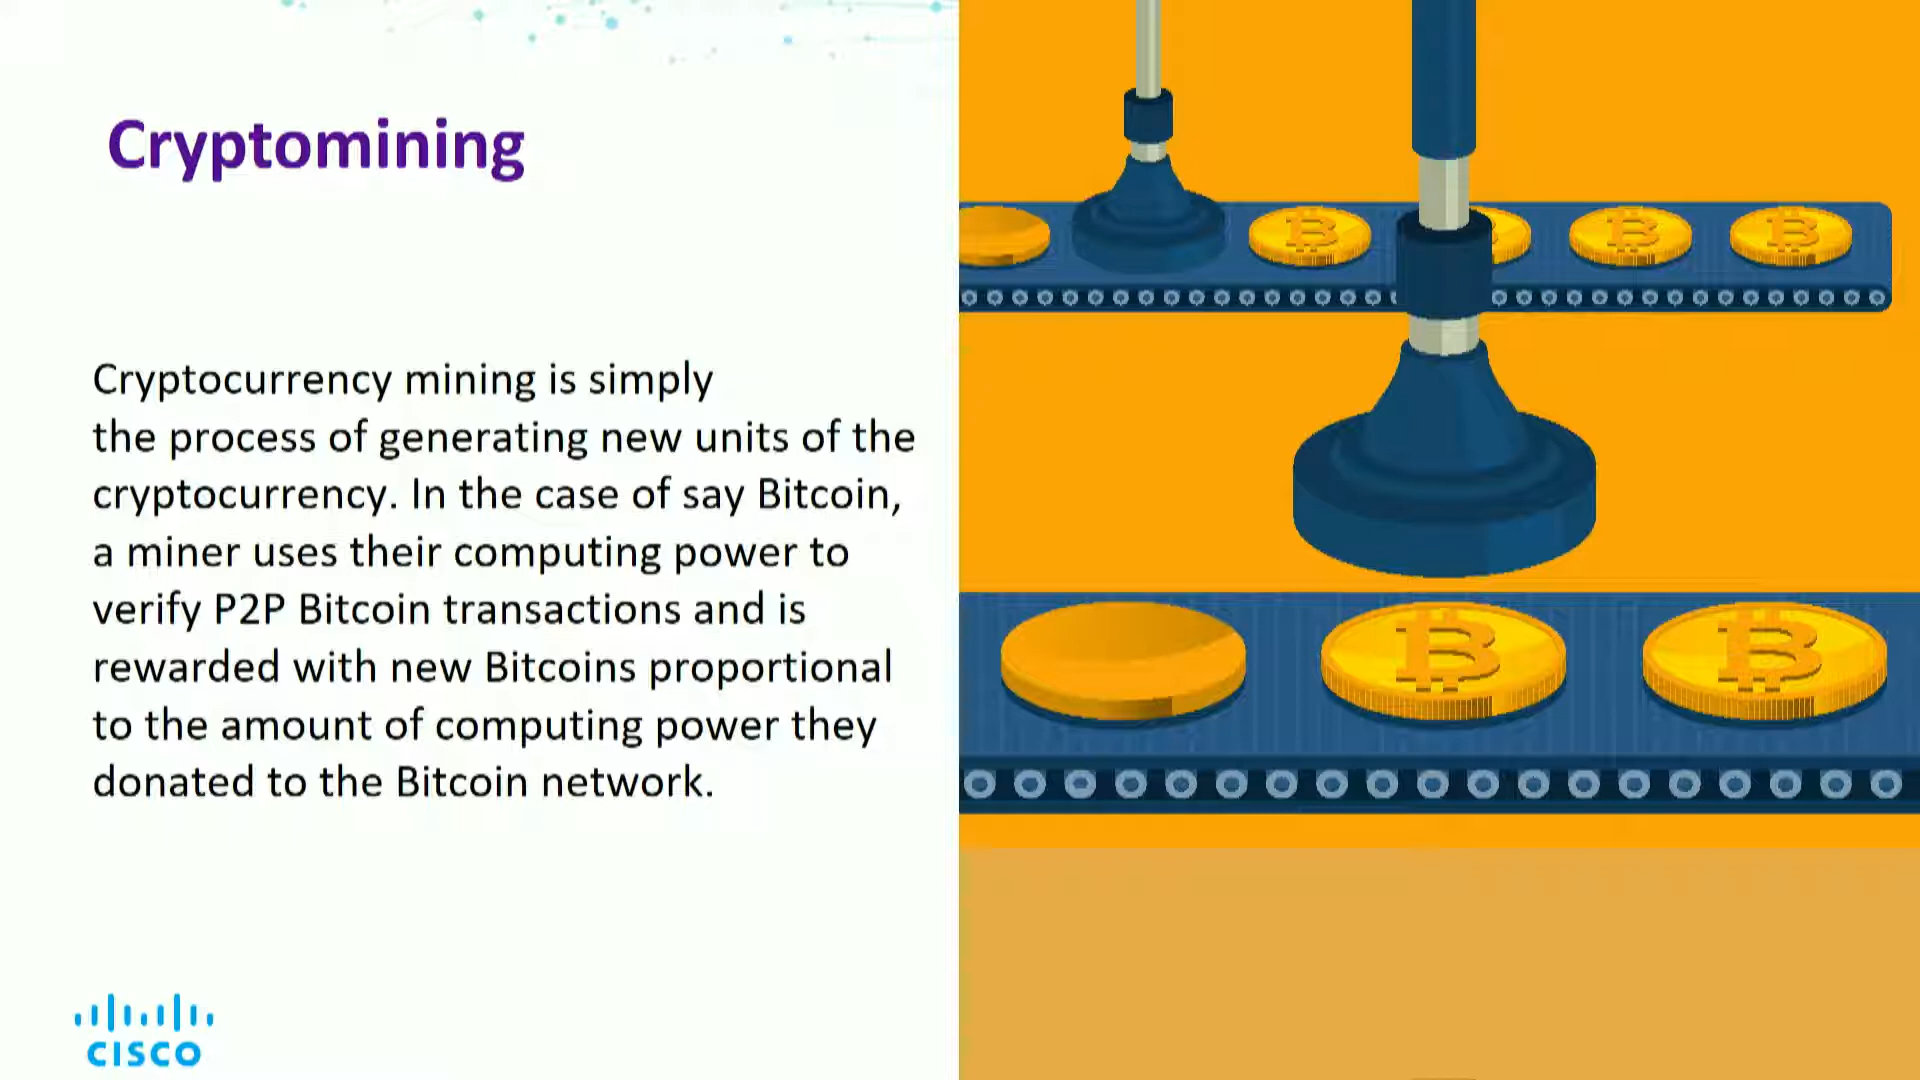 Cryptomining
Cryptocurrency mining is simply
the process of generating new units of the
cryptocurrency. In the case of say Bitcoin,
a miner uses their computing power to
verify P2P Bitcoin transactions and is
rewarded with new Bitcoins proportional
to the amount of computing power they
donated to the Bitcoin network.
CISCO